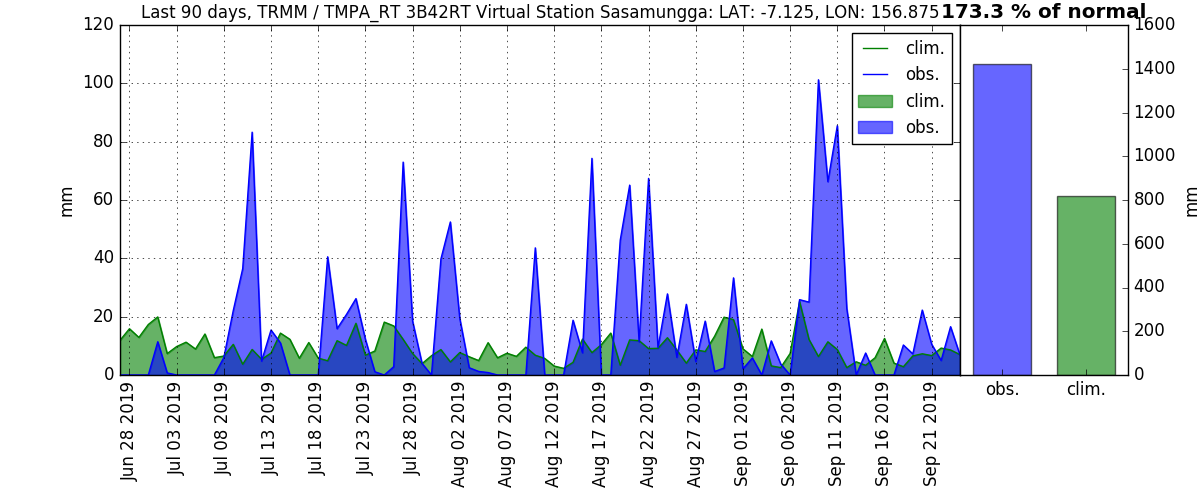 Last 90 days, TRMM / TMPA_RT 3B42RT Virtual Station Sasamungga: LAT: -7.125, LON: 156.875
173.3 % of normal
120
100
80
60
40
20
0
mm
clim.
obs.
clim.
obs.
1600
1400
1200
1000
800
600
400
200
0
mm
obs.
clim.
Jun 28 2019
Jul 03 2019
Jul 08 2019
Jul 13 2019
Jul 18 2019
Jul 23 2019
Jul 28 2019
Aug 02 2019
Aug 07 2019
Aug 12 2019
Aug 17 2019
Aug 22 2019
Aug 27 2019
Sep 01 2019
Sep 06 2019
Sep 11 2019
Sep 16 2019
Sep 21 2019